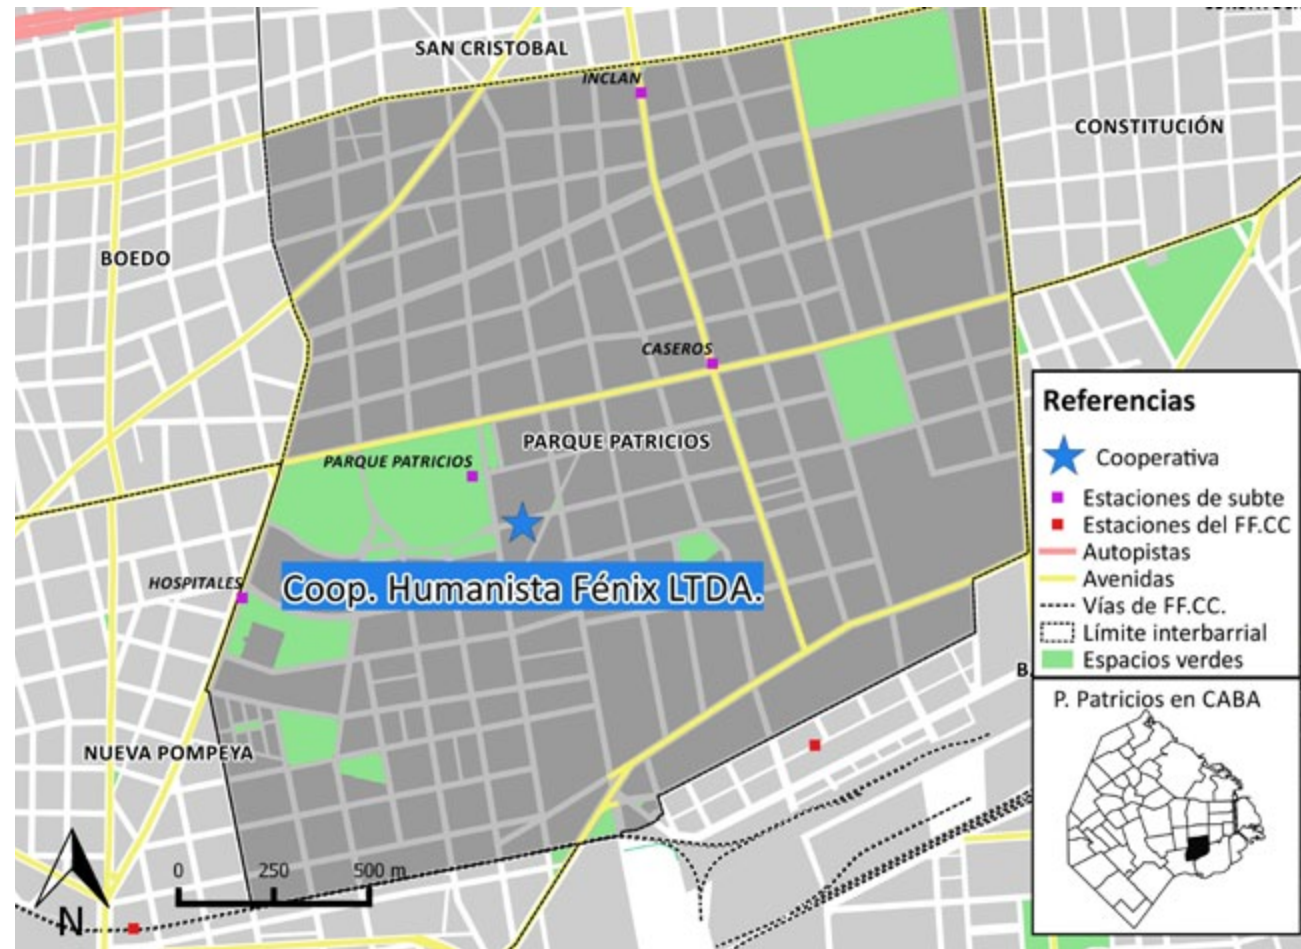 SAN CRISTOBAL
INCLAN
CONSTITUCIÓN
BOEDO
CASEROS
PARQUE PATRICIOS
PARQUE PATRICIOS
HOSPITALES
Coop. Humanista Fénix LTDA.
NUEVA POMPEYA
B.
0 250 500 m
N
Referencias
Cooperativa
Estaciones de subte
Estaciones del FF.CC
Autopistas
Avenidas
Vías de FF.CC.
Límite interbarrial
Espacios verdes
P. Patricios en CABA